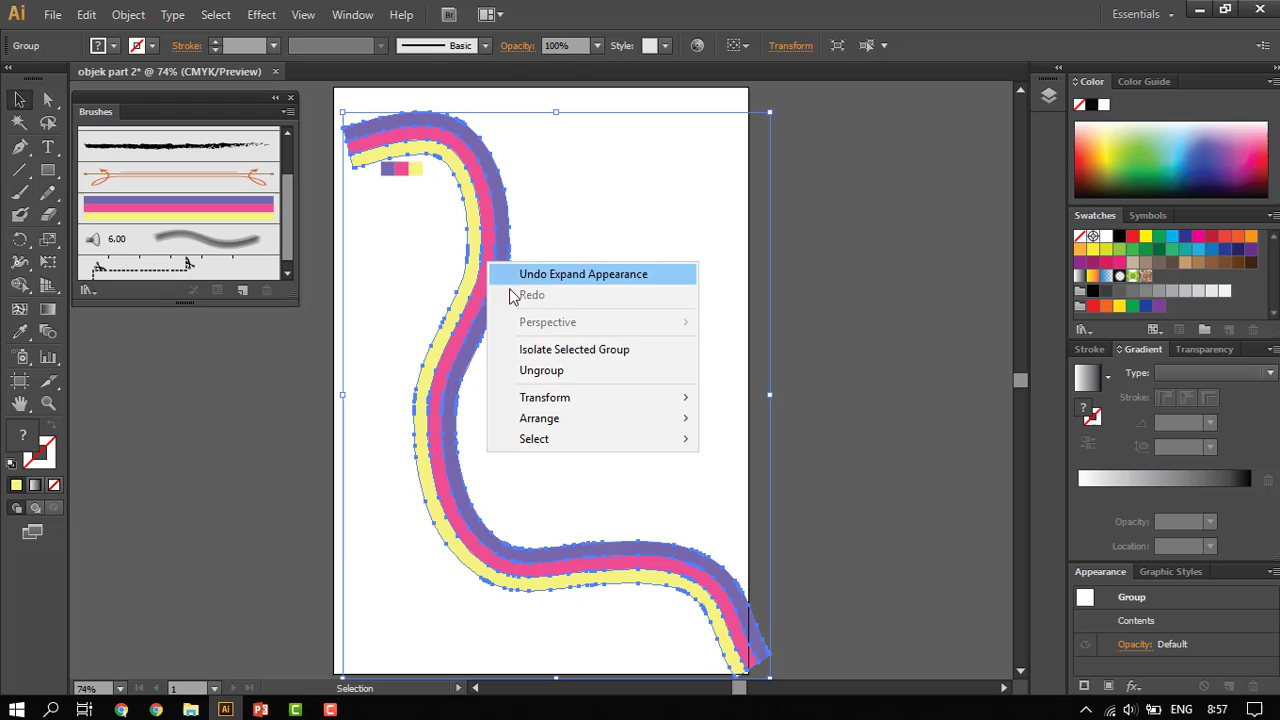 Ai File Edit Object Type Select Effect View Window Help Br Essentials
Group Stroke: Basic Opacity: 100% Style: Transform
objek part 2* @ 74% (CMYK/Preview)
Brushes
6.00
Undo Expand Appearance
Redo
Perspective
Isolate Selected Group
Ungroup
Transform
Arrange
Select
Color Color Guide
Swatches Symbols
Stroke Gradient Transparency
Type:
Stroke:
Opacity:
Location:
Appearance Graphic Styles
Group
Contents
Opacity: Default
fx
?
?
74% 1 Selection
Ai ENG 8:57